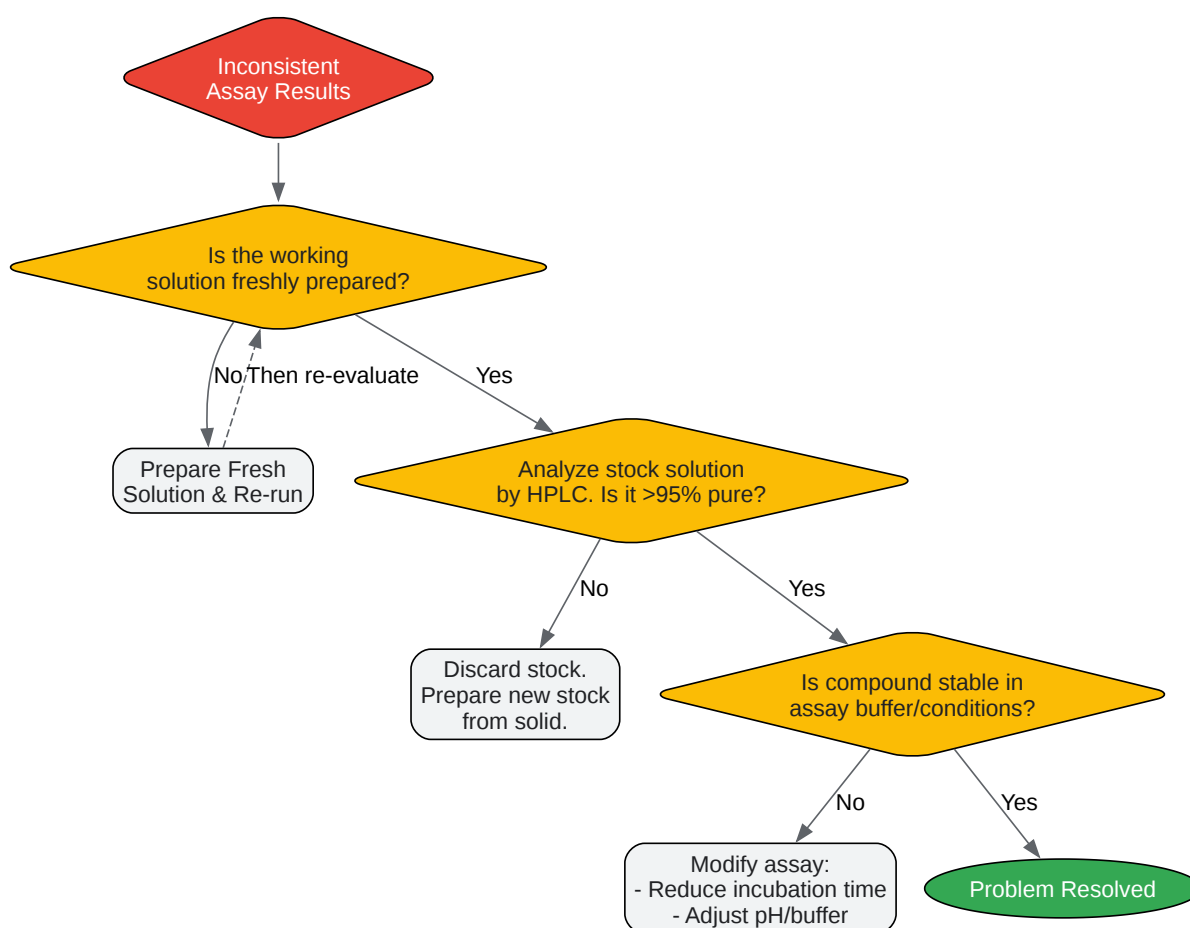 Inconsistent
Assay Results
Is the working
solution freshly prepared?
No
Then re-evaluate
Yes
Prepare Fresh
Solution & Re-run
Analyze stock solution
by HPLC. Is it >95% pure?
No
Yes
Discard stock.
Prepare new stock
from solid.
Is compound stable in
assay buffer/conditions?
No
Yes
Modify assay:
- Reduce incubation time
- Adjust pH/buffer
Problem Resolved